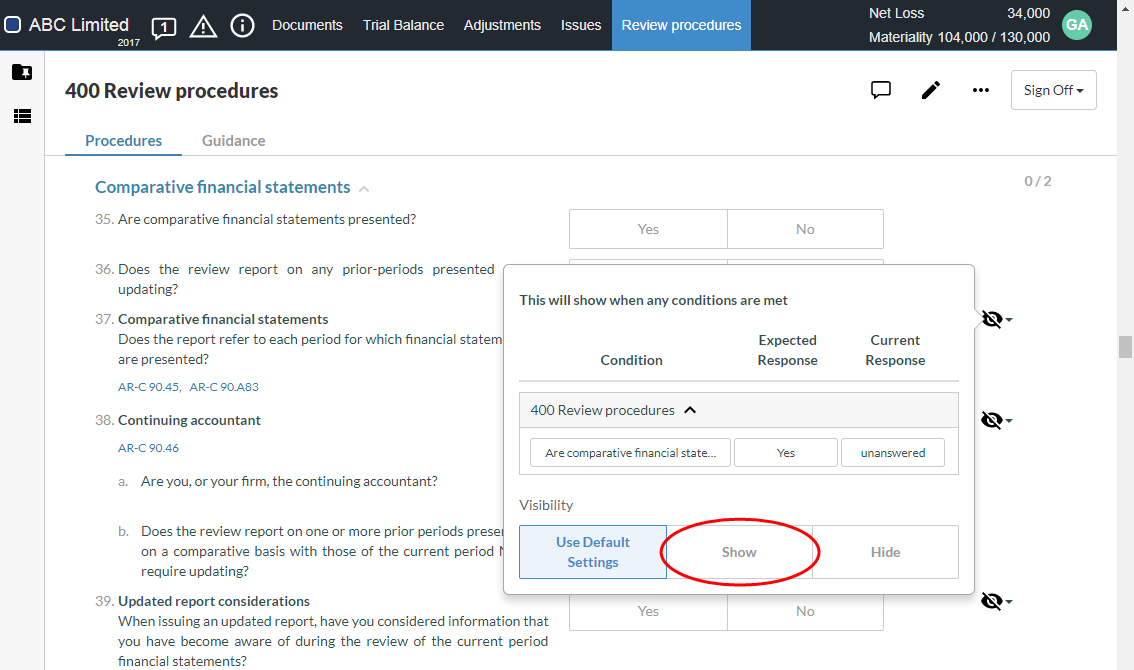 ABC Limited
2017
1
Documents
Trial Balance
Adjustments
Issues
Review procedures
Net Loss 34,000
Materiality 104,000 / 130,000
GA
400 Review procedures
Sign Off
Procedures
Guidance
Comparative financial statements
0 / 2
35. Are comparative financial statements presented?
Yes
No
36. Does the review report on any prior-periods presented
updating?
37. Comparative financial statements
Does the report refer to each period for which financial statem
are presented?
AR-C 90.45, AR-C 90.A83
38. Continuing accountant
AR-C 90.46
a. Are you, or your firm, the continuing accountant?
b. Does the review report on one or more prior periods prese
on a comparative basis with those of the current period
require updating?
39. Updated report considerations
When issuing an updated report, have you considered information that
you have become aware of during the review of the current period
financial statements?
Yes
No
This will show when any conditions are met
Condition
Expected
Response
Current
Response
400 Review procedures
Are comparative financial state...
Yes
unanswered
Visibility
Use Default
Settings
Show
Hide